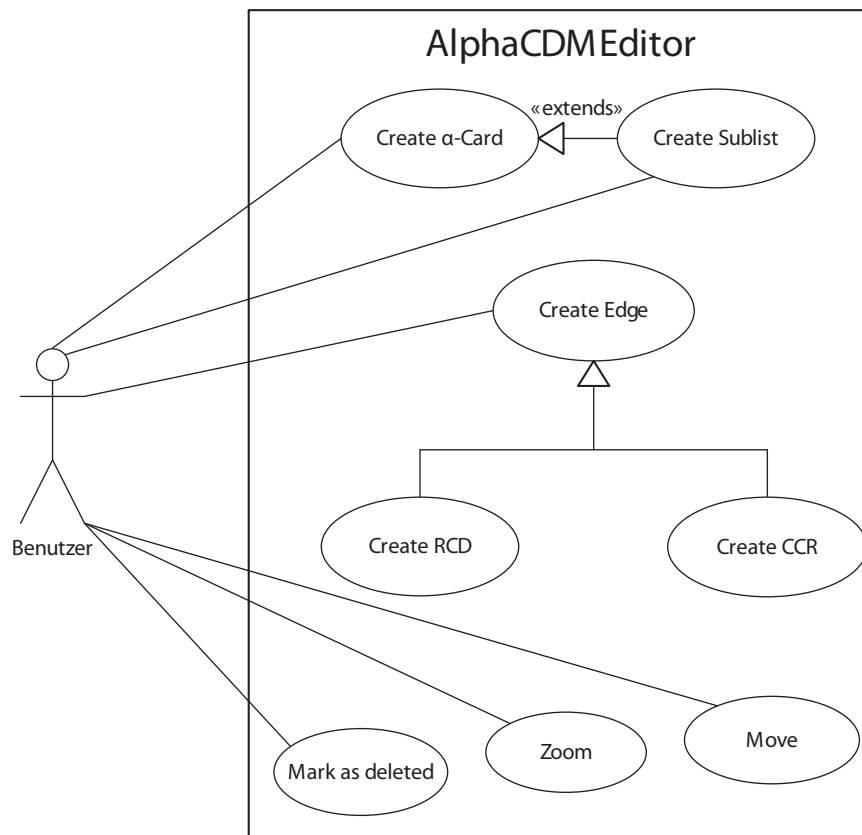 AlphaCDMEditor
«extends»
Create α-Card
Create Sublist
Create Edge
Benutzer
Create RCD
Create CCR
Mark as deleted
Zoom
Move